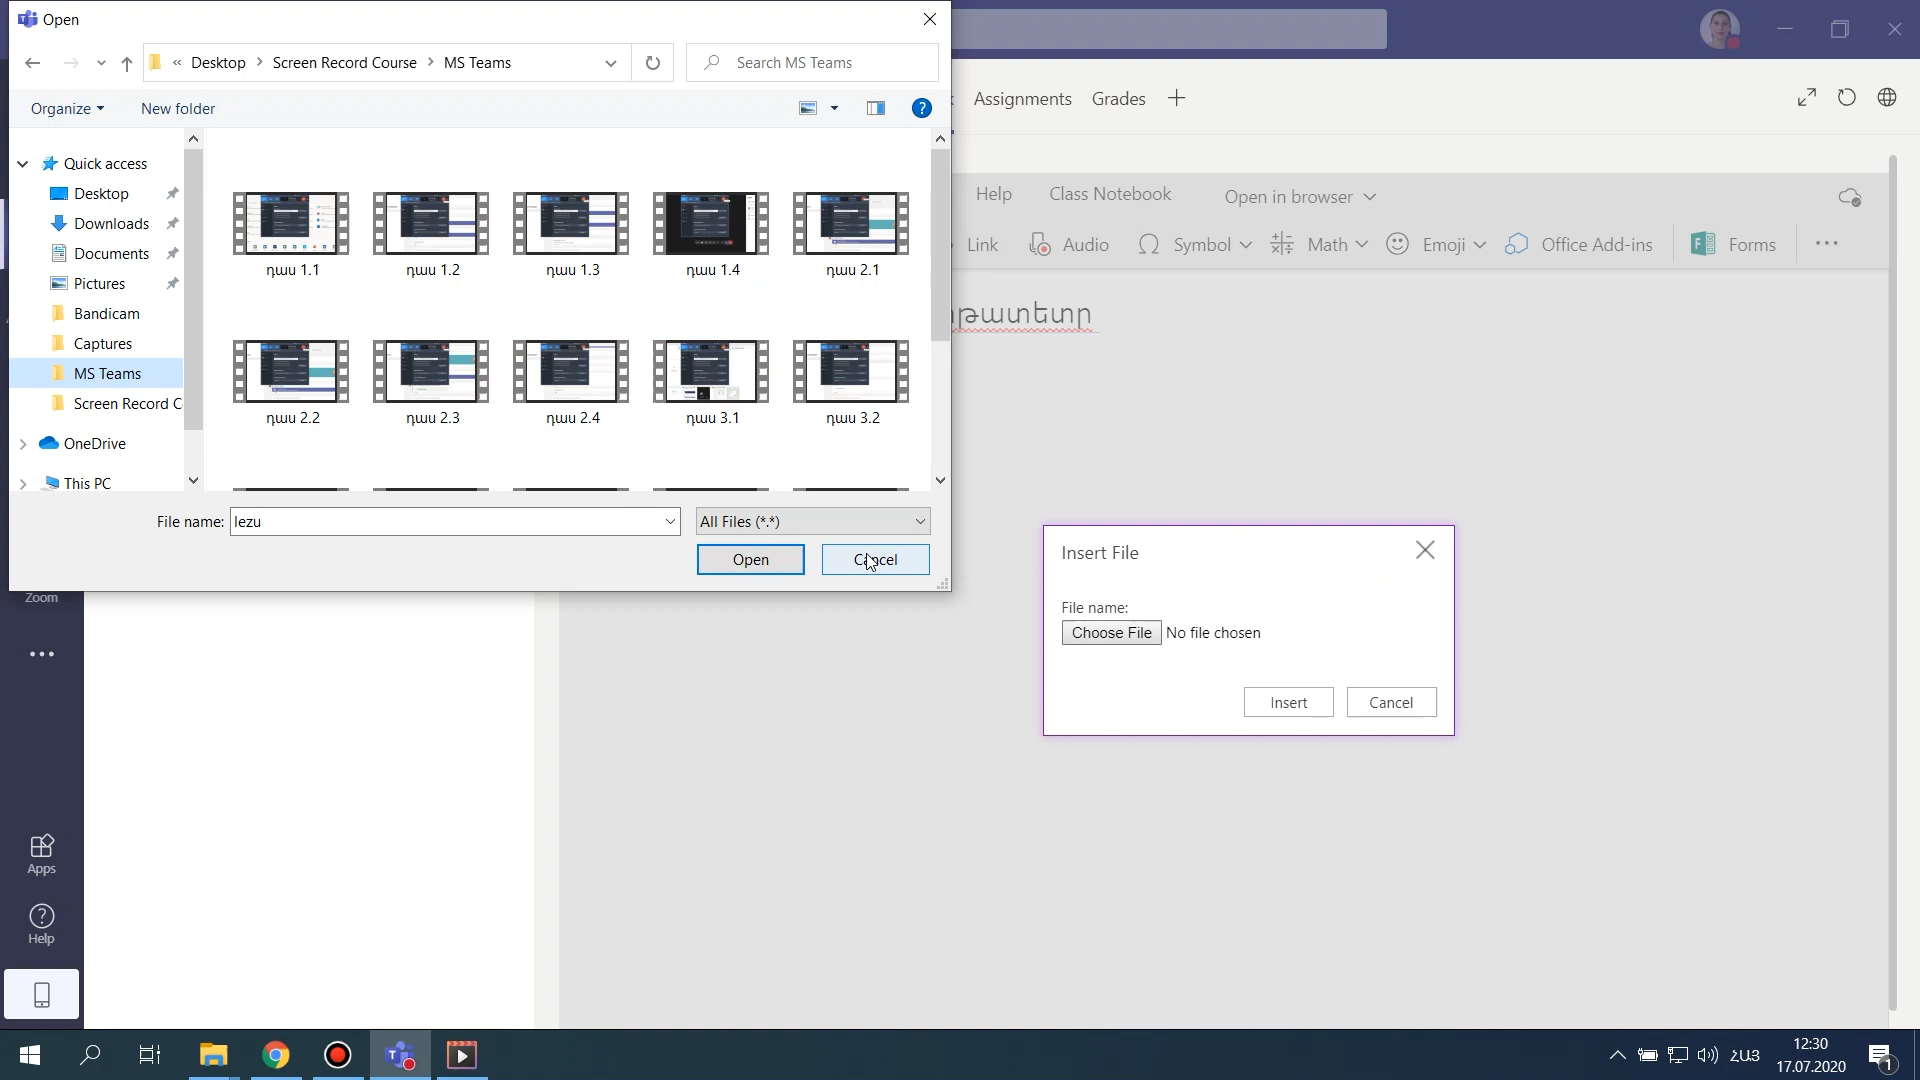 Open
« Desktop > Screen Record Course > MS Teams
Search MS Teams
Organize
New folder
Assignments
Grades
Quick access
Desktop
Downloads
Documents
Pictures
Bandicam
Captures
MS Teams
Screen Record C
OneDrive
This PC
դաս 1.1
դաս 1.2
դաս 1.3
դաս 1.4
դաս 2.1
դաս 2.2
դաս 2.3
դաս 2.4
դաս 3.1
դաս 3.2
File name:
lezu
All Files (*.*)
Open
Cancel
Help
Class Notebook
Open in browser
Link
Audio
Symbol
Math
Emoji
Office Add-ins
Forms
թատետր
Insert File
File name:
Choose File
No file chosen
Insert
Cancel
Zoom
Apps
Help
ՀԱՅ
12:30
17.07.2020
1